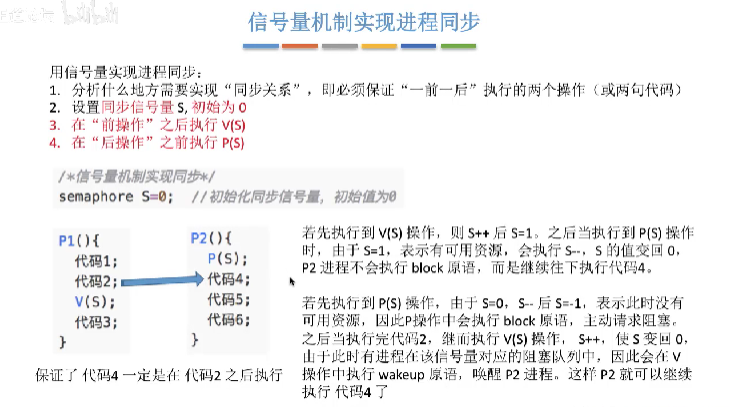 信号量机制实现进程同步
用信号量实现进程同步：
1. 分析什么地方需要实现“同步关系”，即必须保证“一前一后”执行的两个操作（或两句代码）
2. 设置同步信号量 S, 初始为 0
3. 在“前操作”之后执行 V(S)
4. 在“后操作”之前执行 P(S)
/*信号量机制实现同步*/
semaphore S=0; //初始化同步信号量，初始值为0
P1(){
代码1;
代码2;
V(S);
代码3;
}
P2(){
P(S);
代码4;
代码5;
代码6;
}
保证了 代码4 一定是在 代码2 之后执行
若先执行到 V(S) 操作，则 S++ 后 S=1。之后当执行到 P(S) 操作
时，由于 S=1，表示有可用资源，会执行 S--，S 的值变回 0，
P2 进程不会执行 block 原语，而是继续往下执行代码4。
若先执行到 P(S) 操作，由于 S=0，S-- 后 S=-1，表示此时没有
可用资源，因此P操作中会执行 block 原语，主动请求阻塞。
之后当执行完代码2，继而执行 V(S) 操作， S++，使 S 变回 0，
由于此时有进程在该信号量对应的阻塞队列中，因此会在 V
操作中执行 wakeup 原语，唤醒 P2 进程。这样 P2 就可以继续
执行 代码4 了